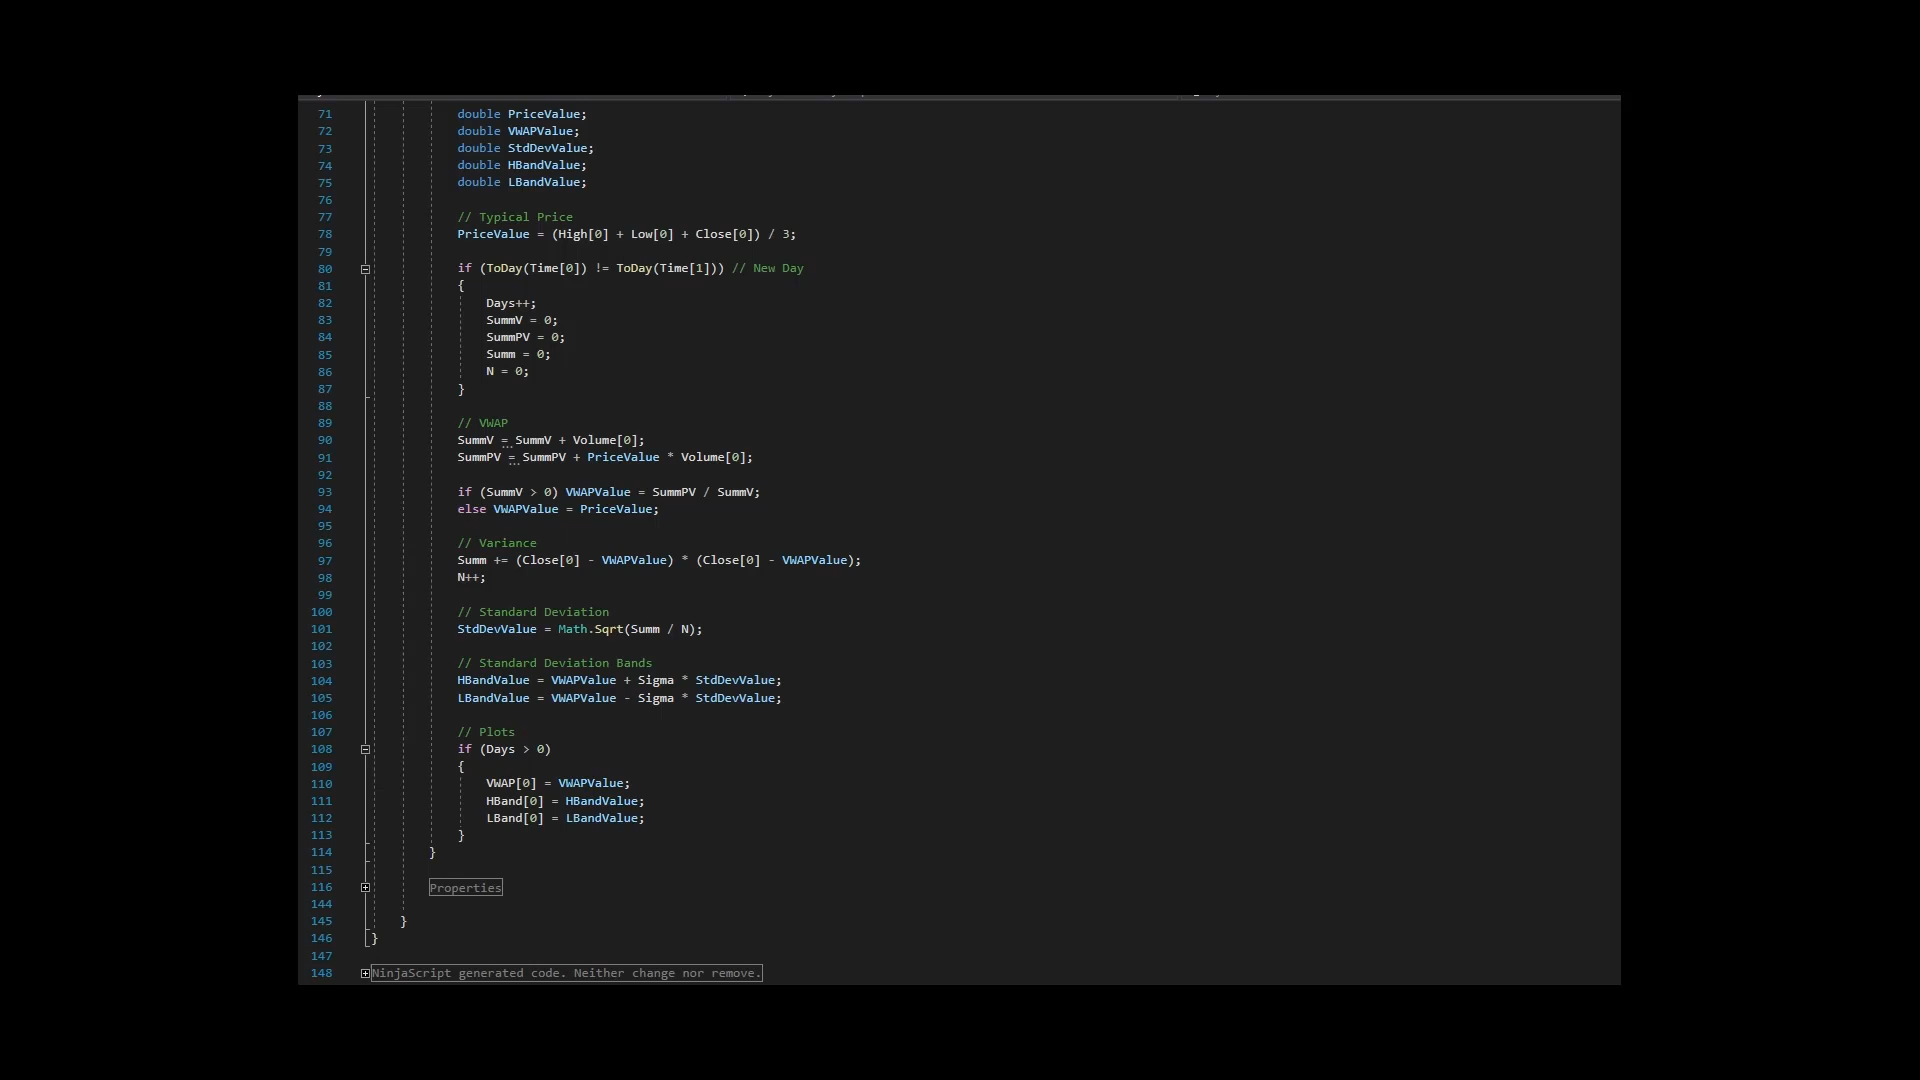 71 double PriceValue;
72 double VWAPValue;
73 double StdDevValue;
74 double HBandValue;
75 double LBandValue;
76
77 // Typical Price
78 PriceValue = (High[0] + Low[0] + Close[0]) / 3;
79
80 if (ToDay(Time[0]) != ToDay(Time[1])) // New Day
81 {
82 Days++;
83 SummV = 0;
84 SummPV = 0;
85 Summ = 0;
86 N = 0;
87 }
88
89 // VWAP
90 SummV = SummV + Volume[0];
91 SummPV = SummPV + PriceValue * Volume[0];
92
93 if (SummV > 0) VWAPValue = SummPV / SummV;
94 else VWAPValue = PriceValue;
95
96 // Variance
97 Summ += (Close[0] - VWAPValue) * (Close[0] - VWAPValue);
98 N++;
99
100 // Standard Deviation
101 StdDevValue = Math.Sqrt(Summ / N);
102
103 // Standard Deviation Bands
104 HBandValue = VWAPValue + Sigma * StdDevValue;
105 LBandValue = VWAPValue - Sigma * StdDevValue;
106
107 // Plots
108 if (Days > 0)
109 {
110 VWAP[0] = VWAPValue;
111 HBand[0] = HBandValue;
112 LBand[0] = LBandValue;
113 }
114 }
115
116 Properties
144
145 }
146 }
147
148 NinjaScript generated code. Neither change nor remove.